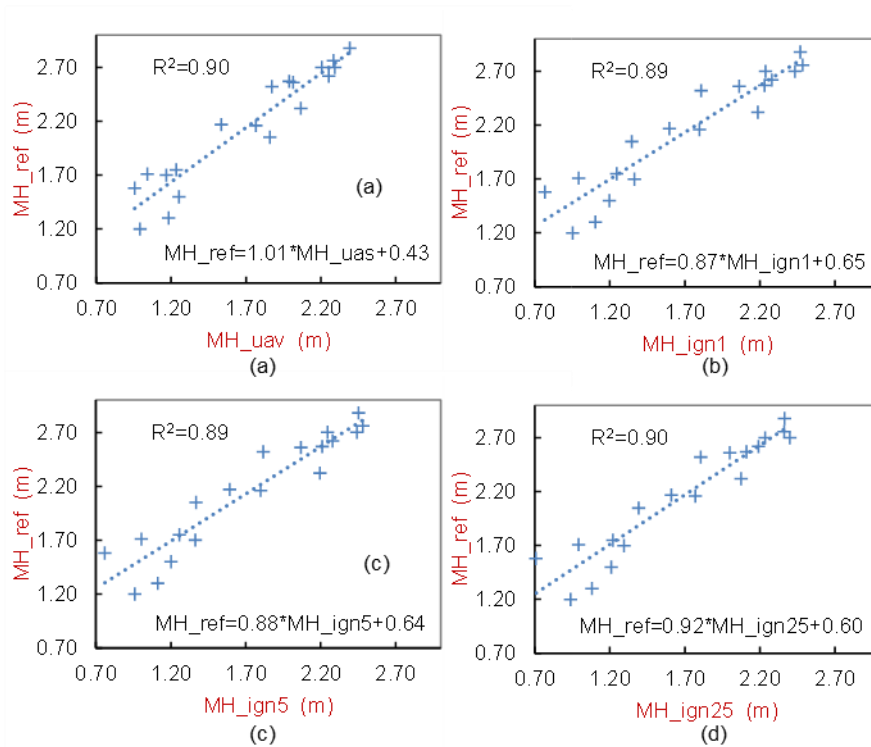 2.70
2.20
1.70
1.20
0.70
MH_ref (m)
R²=0.90
(a)
MH_ref=1.01*MH_uas+0.43
0.70 1.20 1.70 2.20 2.70
MH_uav (m)
(a)
2.70
2.20
1.70
1.20
0.70
MH_ref (m)
R²=0.89
MH_ref=0.87*MH_ign1+0.65
0.70 1.20 1.70 2.20 2.70
MH_ign1 (m)
(b)
2.70
2.20
1.70
1.20
0.70
MH_ref (m)
R²=0.89
(c)
MH_ref=0.88*MH_ign5+0.64
0.70 1.20 1.70 2.20 2.70
MH_ign5 (m)
(c)
2.70
2.20
1.70
1.20
0.70
MH_ref (m)
R²=0.90
MH_ref=0.92*MH_ign25+0.60
0.70 1.20 1.70 2.20 2.70
MH_ign25 (m)
(d)